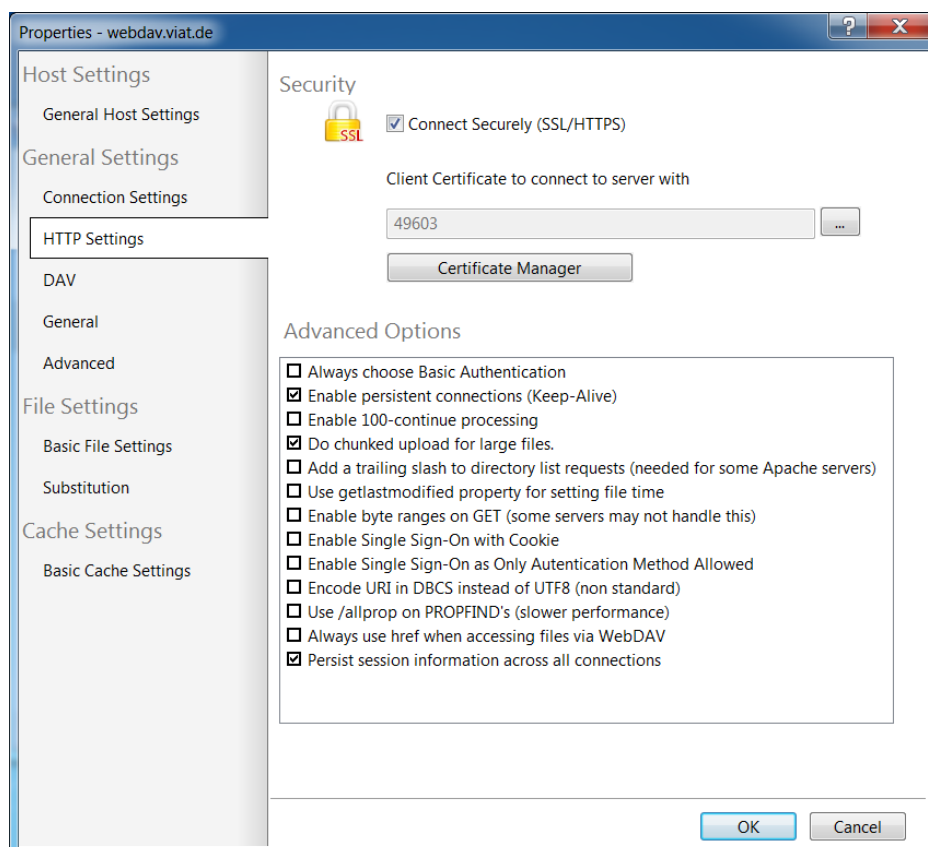 Properties - webdav.viat.de
?
X
Host Settings
General Host Settings
General Settings
Connection Settings
HTTP Settings
DAV
General
Advanced
File Settings
Basic File Settings
Substitution
Cache Settings
Basic Cache Settings
Security
SSL
Connect Securely (SSL/HTTPS)
Client Certificate to connect to server with
49603
...
Certificate Manager
Advanced Options
Always choose Basic Authentication
Enable persistent connections (Keep-Alive)
Enable 100-continue processing
Do chunked upload for large files.
Add a trailing slash to directory list requests (needed for some Apache servers)
Use getlastmodified property for setting file time
Enable byte ranges on GET (some servers may not handle this)
Enable Single Sign-On with Cookie
Enable Single Sign-On as Only Autentication Method Allowed
Encode URI in DBCS instead of UTF8 (non standard)
Use /allprop on PROPFIND's (slower performance)
Always use href when accessing files via WebDAV
Persist session information across all connections
OK
Cancel